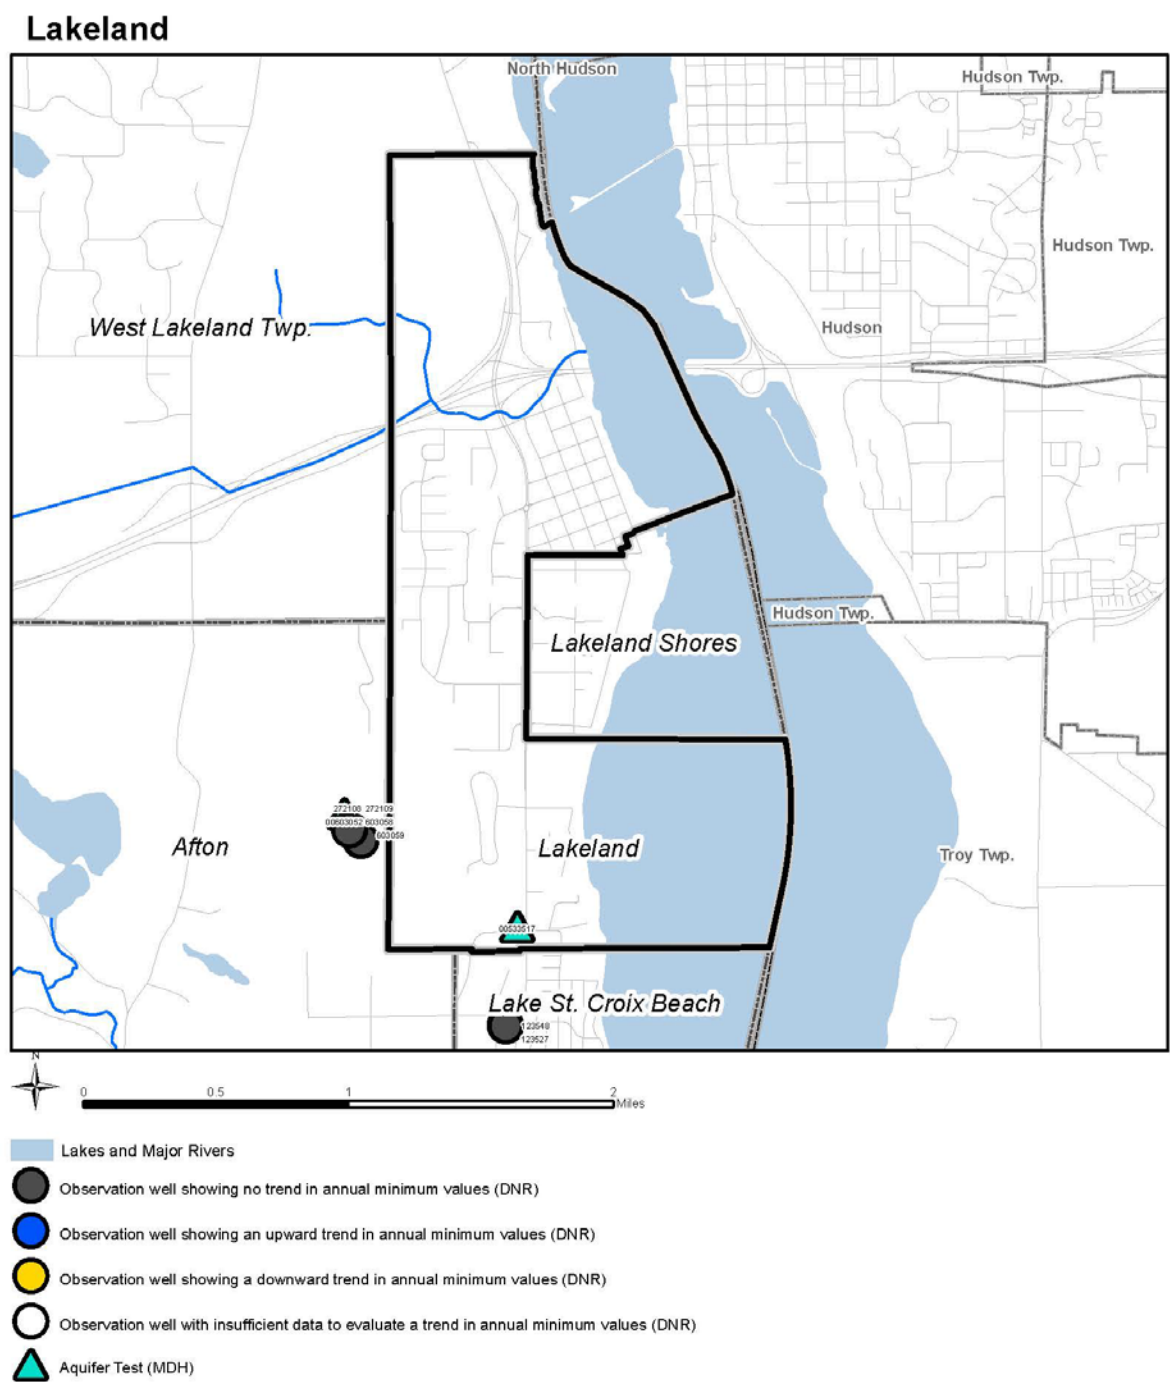 Lakeland
North Hudson
Hudson Twp.
Hudson Twp.
West Lakeland Twp.
Hudson
Hudson Twp.
Lakeland Shores
272108 272109
00603052 603058
603059
Afton
Lakeland
Troy Twp.
00533517
Lake St. Croix Beach
123548
123527
N
0 0.5 1 2
Miles
Lakes and Major Rivers
Observation well showing no trend in annual minimum values (DNR)
Observation well showing an upward trend in annual minimum values (DNR)
Observation well showing a downward trend in annual minimum values (DNR)
Observation well with insufficient data to evaluate a trend in annual minimum values (DNR)
Aquifer Test (MDH)